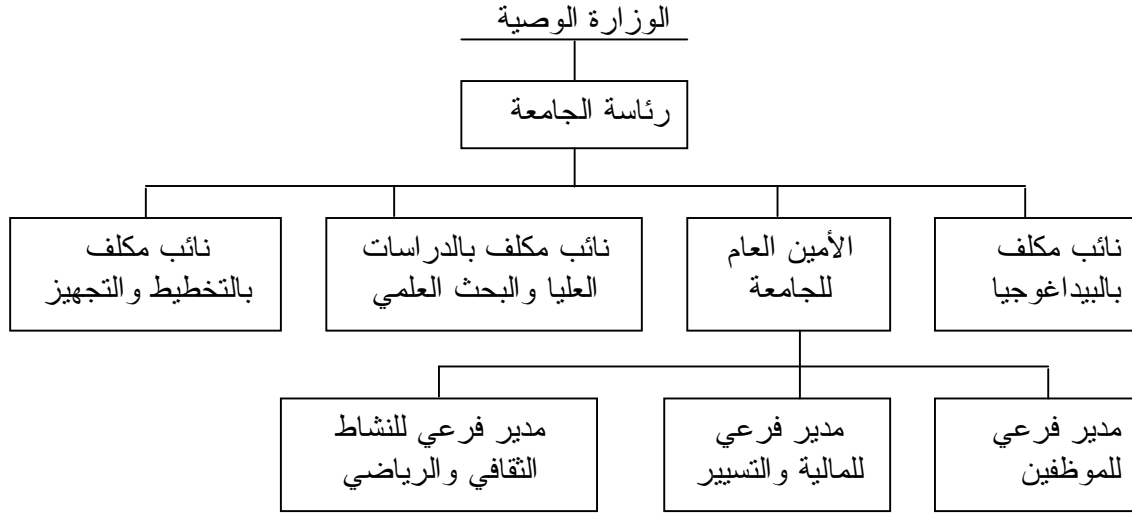 الوزارة الوصية
رئاسة الجامعة
نائب مكلف
بالبيداغوجيا
الأمين العام
للجامعة
نائب مكلف بالدراسات
العليا والبحث العلمي
نائب مكلف
بالتخطيط والتجهيز
مدير فرعي
للموظفين
مدير فرعي
للمالية والتسيير
مدير فرعي للنشاط
الثقافي والرياضي